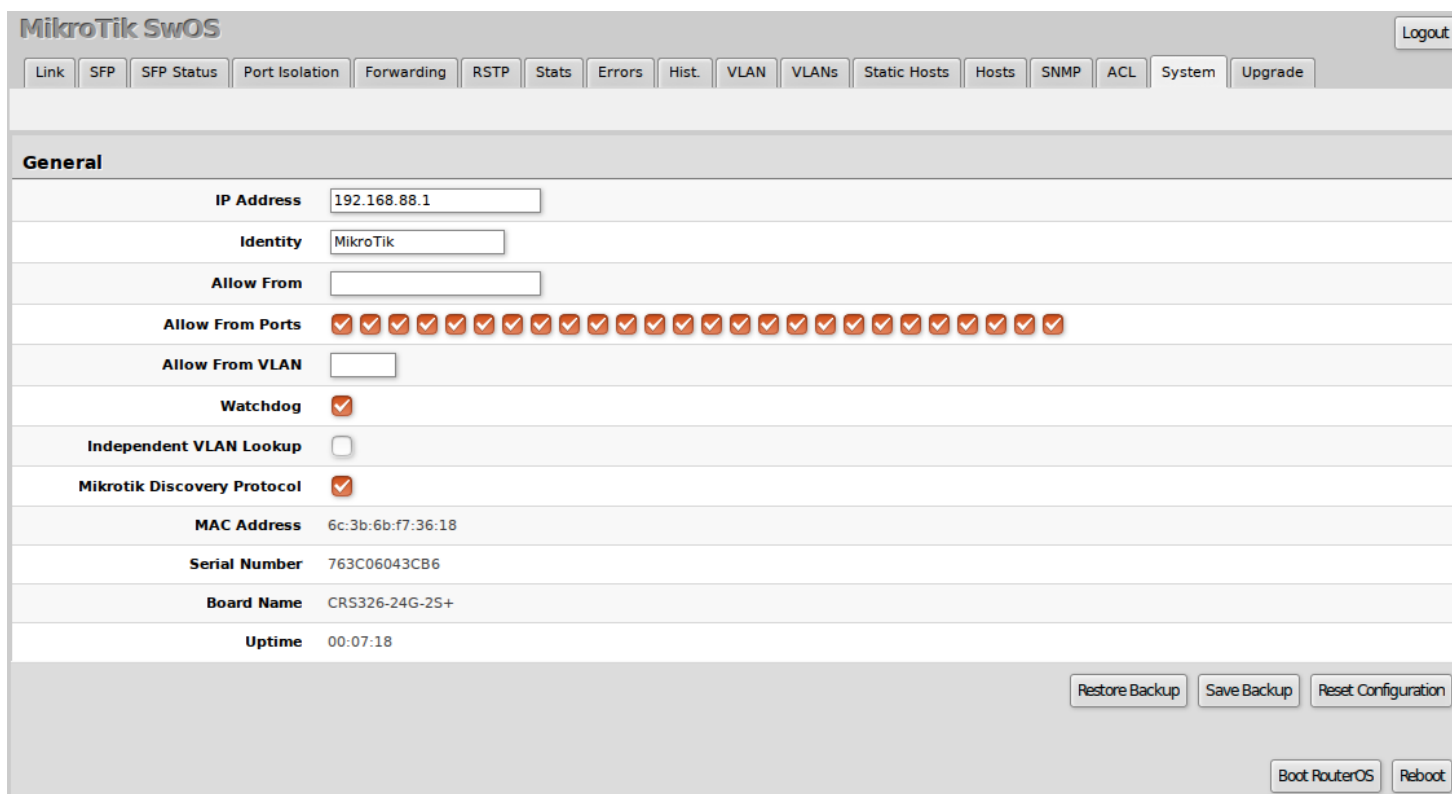 MikroTik SwOS
Logout
Link SFP SFP Status Port Isolation Forwarding RSTP Stats Errors Hist. VLAN VLANs Static Hosts Hosts SNMP ACL System Upgrade
General
IP Address 192.168.88.1
Identity MikroTik
Allow From
Allow From Ports
Allow From VLAN
Watchdog
Independent VLAN Lookup
Mikrotik Discovery Protocol
MAC Address 6c:3b:6b:f7:36:18
Serial Number 763C06043CB6
Board Name CRS326-24G-2S+
Uptime 00:07:18
Restore Backup Save Backup Reset Configuration
Boot RouterOS Reboot